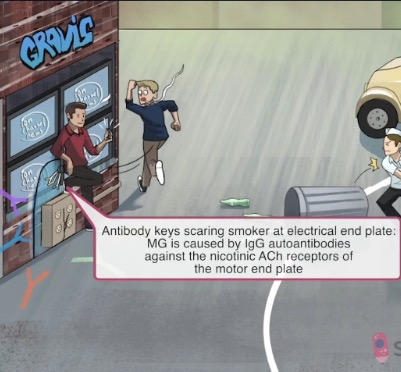 GRAVIS
Antibody keys scaring smoker at electrical end plate:
MG is caused by IgG autoantibodies
against the nicotinic ACh receptors of
the motor end plate